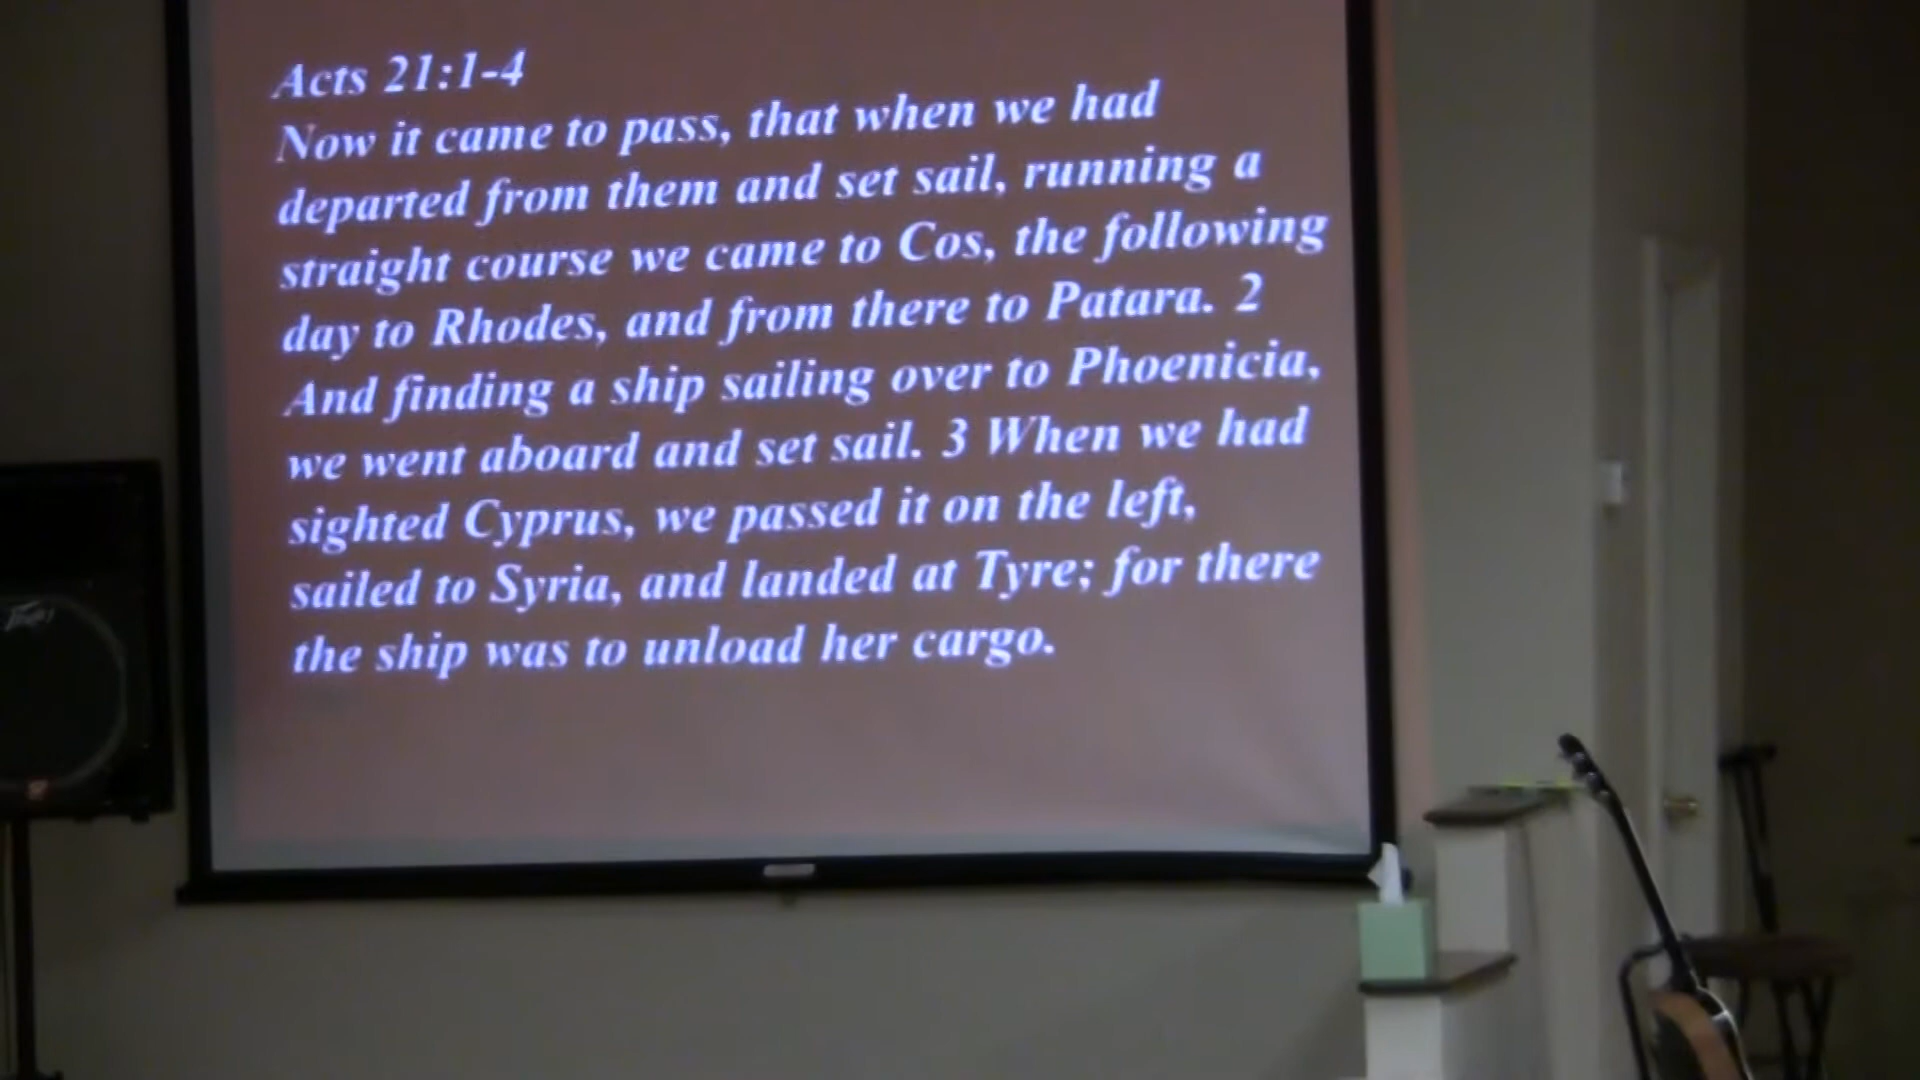 Acts 21:1-4
Now it came to pass, that when we had
departed from them and set sail, running a
straight course we came to Cos, the following
day to Rhodes, and from there to Patara. 2
And finding a ship sailing over to Phoenicia,
we went aboard and set sail. 3 When we had
sighted Cyprus, we passed it on the left,
sailed to Syria, and landed at Tyre; for there
the ship was to unload her cargo.
Peavey